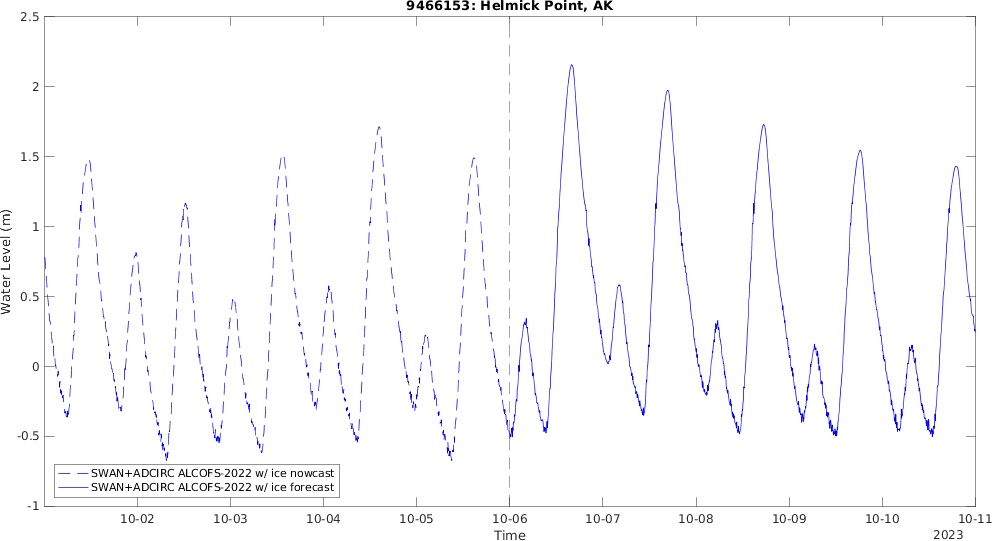 9466153: Helmick Point, AK
2.5
2
1.5
1
0.5
0
-0.5
-1
Water Level (m)
SWAN+ADCIRC ALCOFS-2022 w/ ice nowcast
SWAN+ADCIRC ALCOFS-2022 w/ ice forecast
10-02 10-03 10-04 10-05 10-06 10-07 10-08 10-09 10-10 10-11
Time
2023